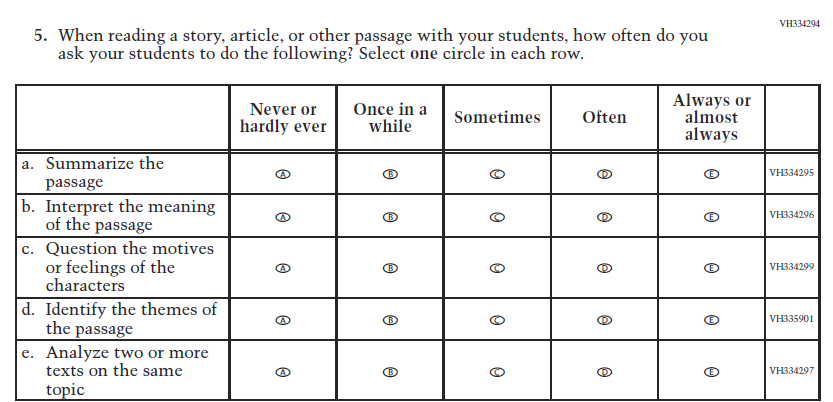 VH334294
5. When reading a story, article, or other passage with your students, how often do you
ask your students to do the following? Select one circle in each row.
Never or
hardly ever
Once in a
while
Sometimes
Often
Always or
almost
always
a. Summarize the
passage
A B C D E VH334295
b. Interpret the meaning
of the passage
A B C D E VH334296
c. Question the motives
or feelings of the
characters
A B C D E VH334299
d. Identify the themes of
the passage
A B C D E VH335901
e. Analyze two or more
texts on the same
topic
A B C D E VH334297